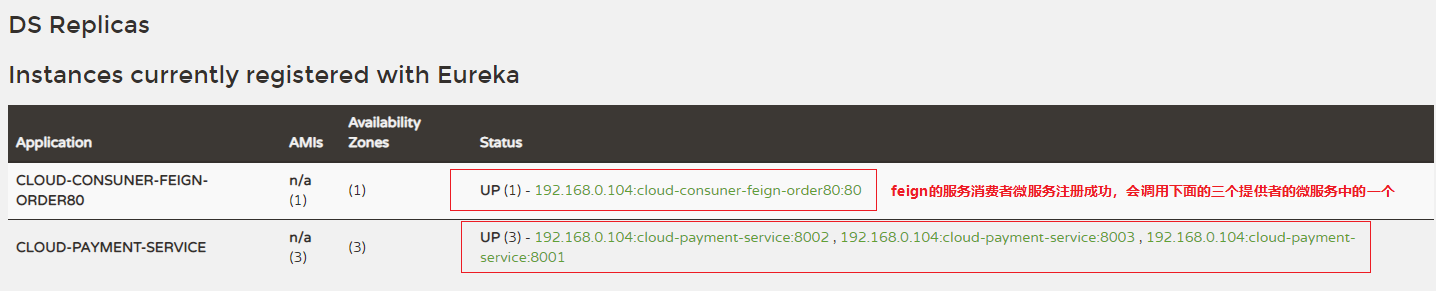 DS Replicas
Instances currently registered with Eureka
Application AMIs Availability Zones Status
CLOUD-CONSUNER-FEIGN-ORDER80 n/a (1) (1) UP (1) - 192.168.0.104:cloud-consuner-feign-order80:80 feign的服务消费者微服务注册成功，会调用下面的三个提供者的微服务中的一个
CLOUD-PAYMENT-SERVICE n/a (3) (3) UP (3) - 192.168.0.104:cloud-payment-service:8002 , 192.168.0.104:cloud-payment-service:8003 , 192.168.0.104:cloud-payment-service:8001